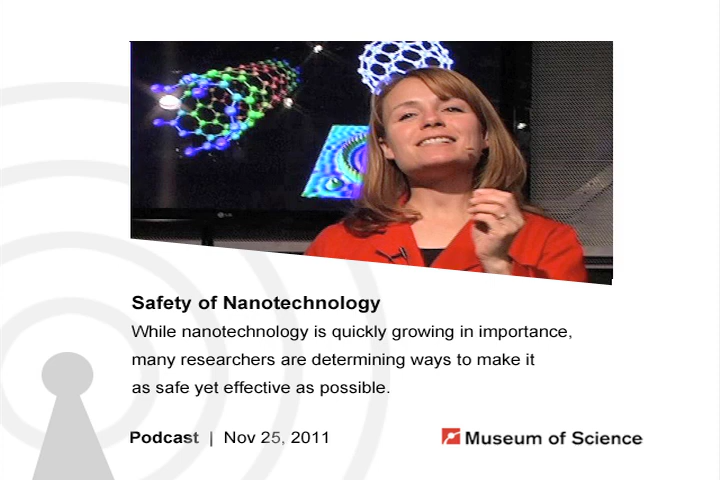 LG
Safety of Nanotechnology
While nanotechnology is quickly growing in importance,
many researchers are determining ways to make it
as safe yet effective as possible.
Podcast | Nov 25, 2011
Museum of Science